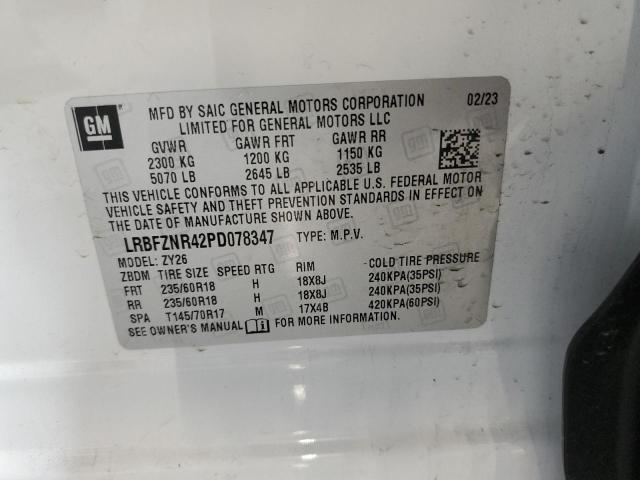 GM
MFD BY SAIC GENERAL MOTORS CORPORATION 02/23
LIMITED FOR GENERAL MOTORS LLC
GVWR GAWR FRT GAWR RR
2300 KG 1200 KG 1150 KG
5070 LB 2645 LB 2535 LB
THIS VEHICLE CONFORMS TO ALL APPLICABLE U.S. FEDERAL MOTOR
VEHICLE SAFETY AND THEFT PREVENTION STANDARDS IN EFFECT ON
THE DATE OF MANUFACTURE SHOWN ABOVE.
LRBFZNR42PD078347 TYPE: M.P.V.
MODEL: ZY26
ZBDM TIRE SIZE SPEED RTG RIM COLD TIRE PRESSURE
FRT 235/60R18 H 18X8J 240KPA(35PSI)
RR 235/60R18 H 18X8J 240KPA(35PSI)
SPA T145/70R17 M 17X4B 420KPA(60PSI)
SEE OWNER'S MANUAL FOR MORE INFORMATION.